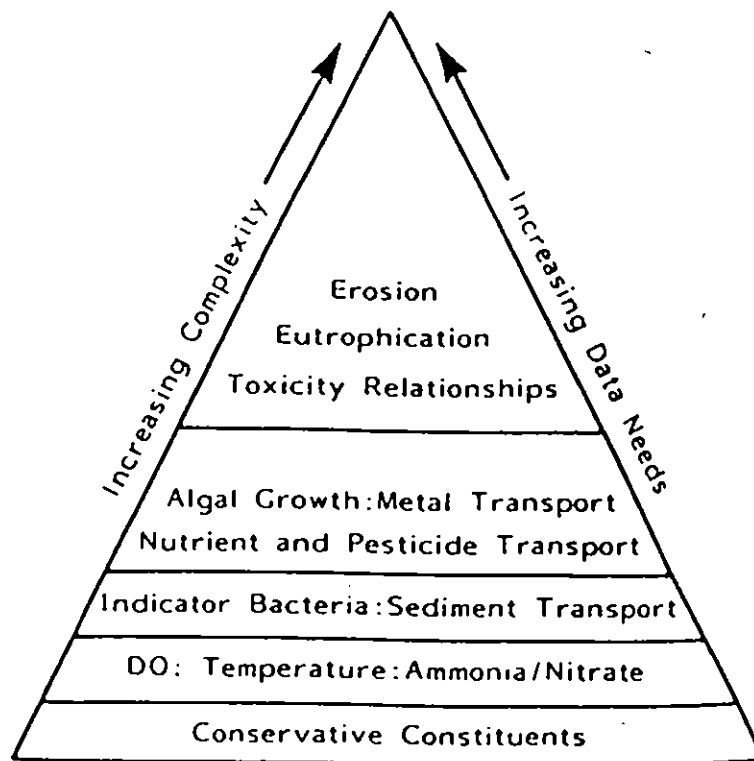 Increasing Complexity
Increasing Data Needs
Erosion
Eutrophication
Toxicity Relationships
Algal Growth:Metal Transport
Nutrient and Pesticide Transport
Indicator Bacteria:Sediment Transport
DO: Temperature:Ammonia/Nitrate
Conservative Constituents